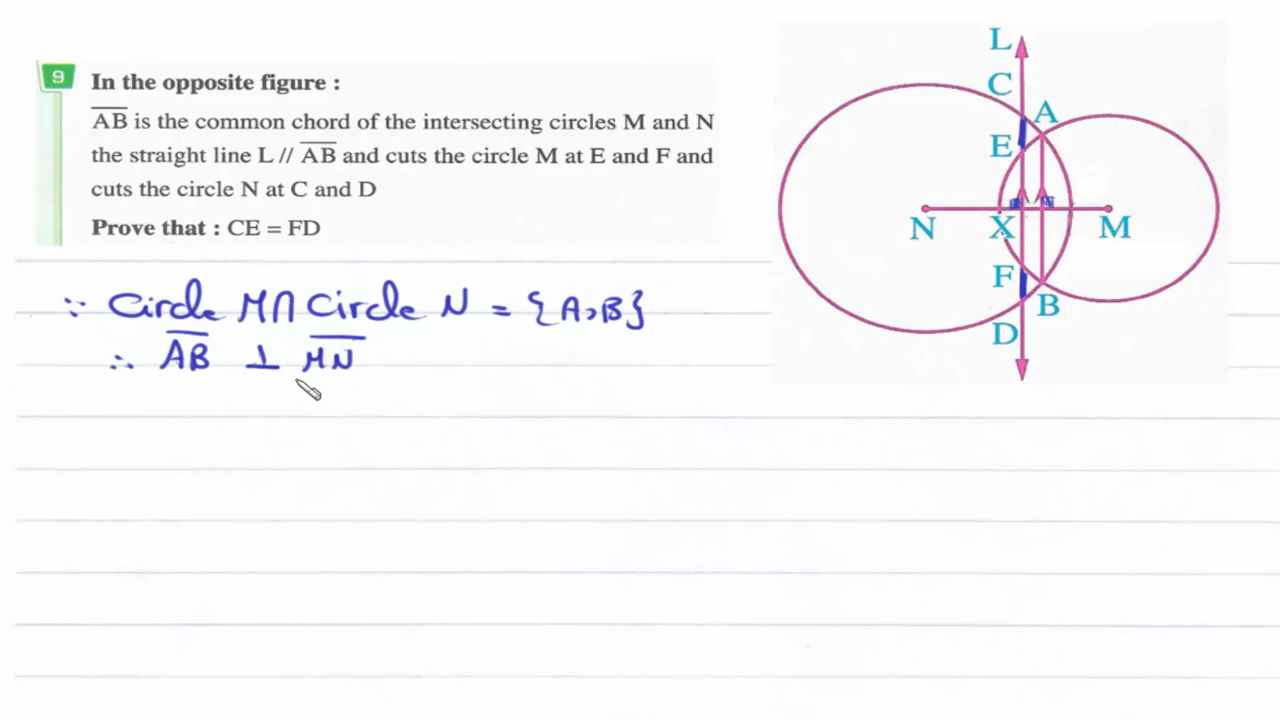 9 In the opposite figure :
AB is the common chord of the intersecting circles M and N
the straight line L // AB and cuts the circle M at E and F and
cuts the circle N at C and D
Prove that : CE = FD
∵ Circle M ∩ Circle N = {A,B}
∴ AB ⊥ MN
L
C
A
E
N
X
M
F
B
D